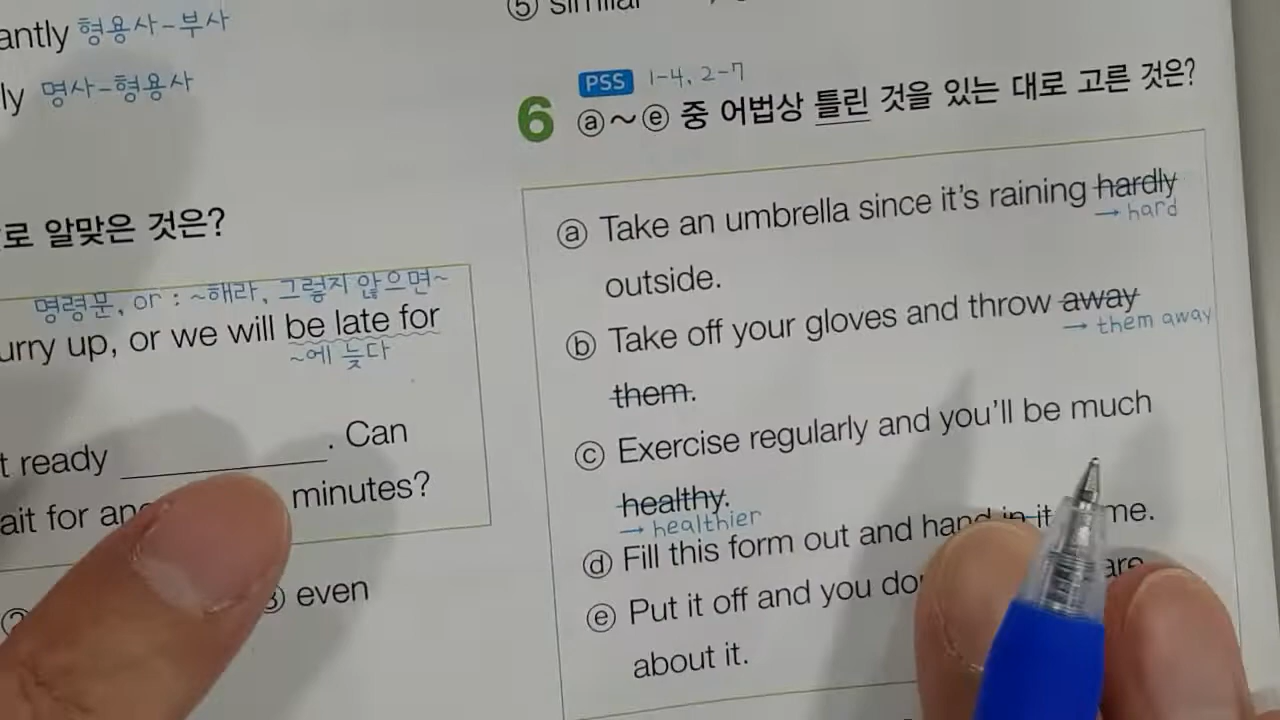 antly 형용사-부사
ly 명사-형용사
로 알맞은 것은?
명령문, or : ~해라, 그렇지 않으면~
urry up, or we will be late for
~에 늦다
t ready ____________. Can
ait for an minutes?
③ even
⑤ similar
PSS 1-4, 2-7
6 ⓐ~ⓔ 중 어법상 틀린 것을 있는 대로 고른 것은?
ⓐ Take an umbrella since it's raining hardly
→ hard
outside.
ⓑ Take off your gloves and throw away
→ them away
them.
ⓒ Exercise regularly and you'll be much
healthy.
→ healthier
ⓓ Fill this form out and hand in it me.
ⓔ Put it off and you do are
about it.